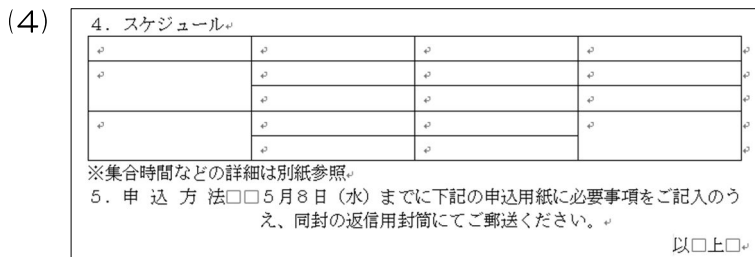 (4)
4．スケジュール
※集合時間などの詳細は別紙参照
5．申 込 方 法□□5月8日（水）までに下記の申込用紙に必要事項をご記入のう
え、同封の返信用封筒にてご郵送ください。
以□上□